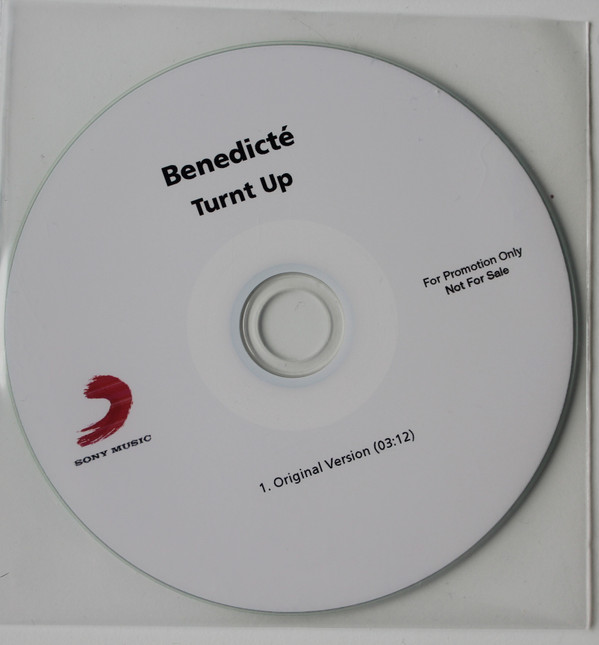 Benedicté
Turnt Up
For Promotion Only
Not For Sale
SONY MUSIC
1. Original Version (03:12)